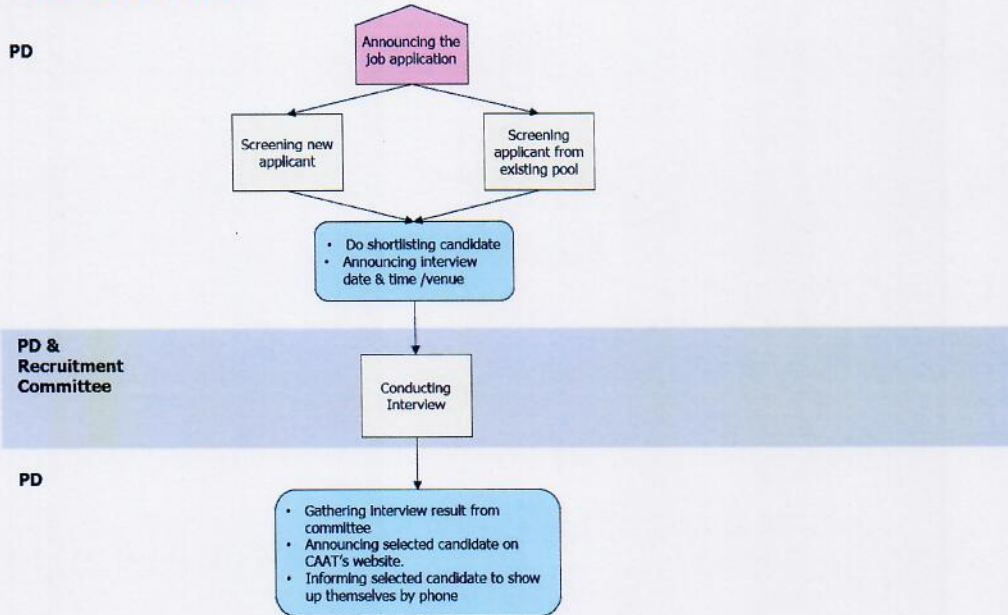 PD
Announcing the
job application
Screening new
applicant
Screening
applicant from
existing pool
• Do shortlisting candidate
• Announcing interview
date & time /venue
PD &
Recruitment
Committee
Conducting
Interview
PD
• Gathering interview result from
committee
• Announcing selected candidate on
CAAT's website.
• Informing selected candidate to show
up themselves by phone